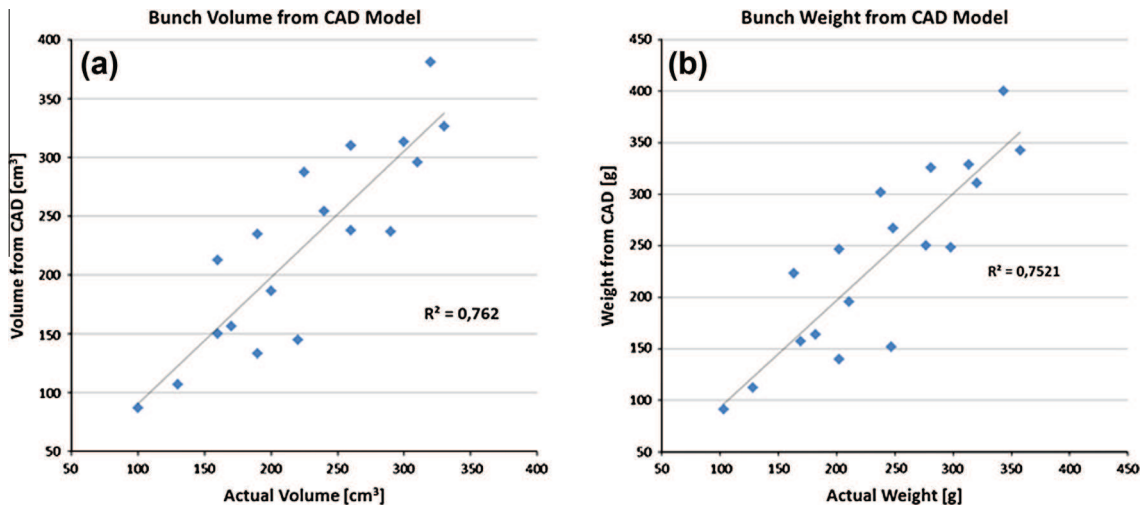 Bunch Volume from CAD Model
(a)
Volume from CAD [cm³]
400
350
300
250
200
150
100
50
R² = 0,762
50 100 150 200 250 300 350 400
Actual Volume [cm³]
Bunch Weight from CAD Model
(b)
Weight from CAD [g]
450
400
350
300
250
200
150
100
50
R² = 0,7521
50 100 150 200 250 300 350 400 450
Actual Weight [g]